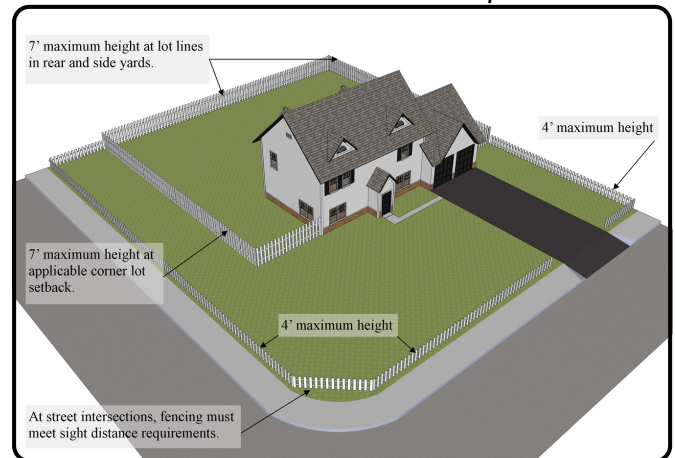 7’ maximum height at lot lines
in rear and side yards.
4’ maximum height
7’ maximum height at
applicable corner lot
setback.
4’ maximum height
At street intersections, fencing must
meet sight distance requirements.